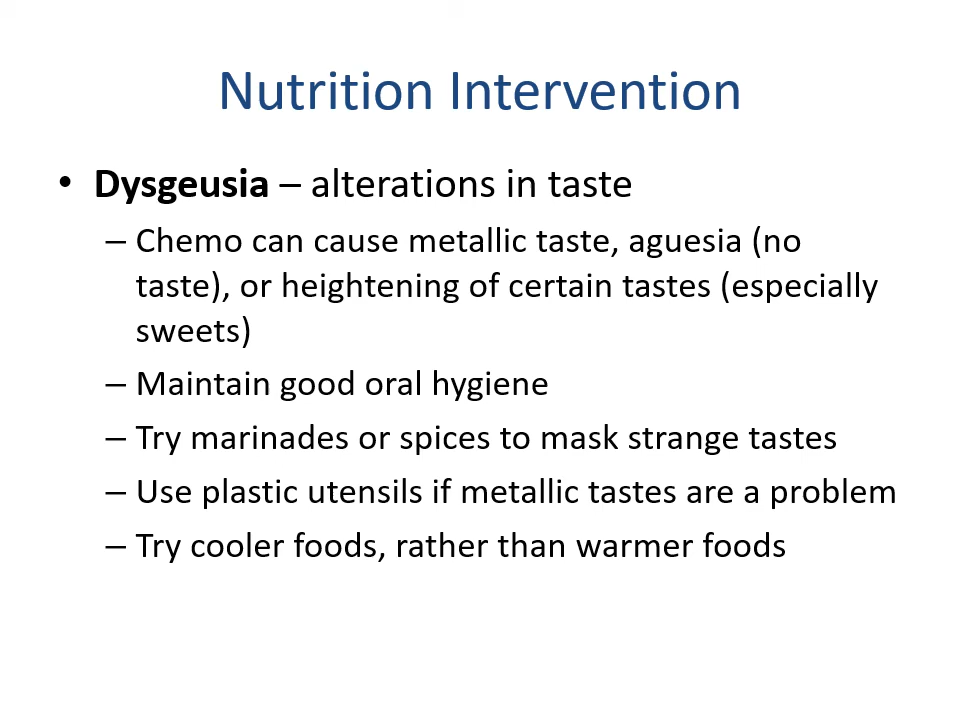 Nutrition Intervention
• Dysgeusia – alterations in taste
– Chemo can cause metallic taste, aguesia (no
taste), or heightening of certain tastes (especially
sweets)
– Maintain good oral hygiene
– Try marinades or spices to mask strange tastes
– Use plastic utensils if metallic tastes are a problem
– Try cooler foods, rather than warmer foods